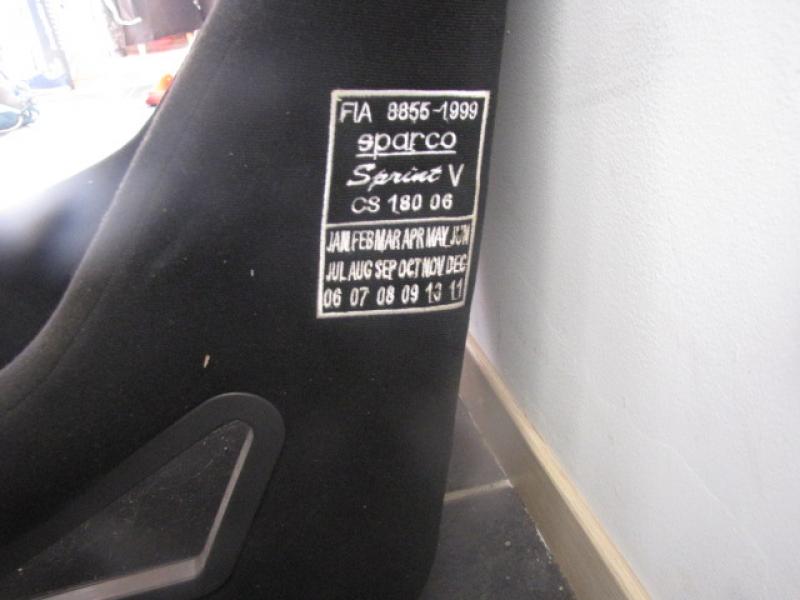 FIA 8855-1999
sparco
Sprint V
CS 180 06
JAN FEB MAR APR MAY JUN
JUL AUG SEP OCT NOV DEC
06 07 08 09 10 11